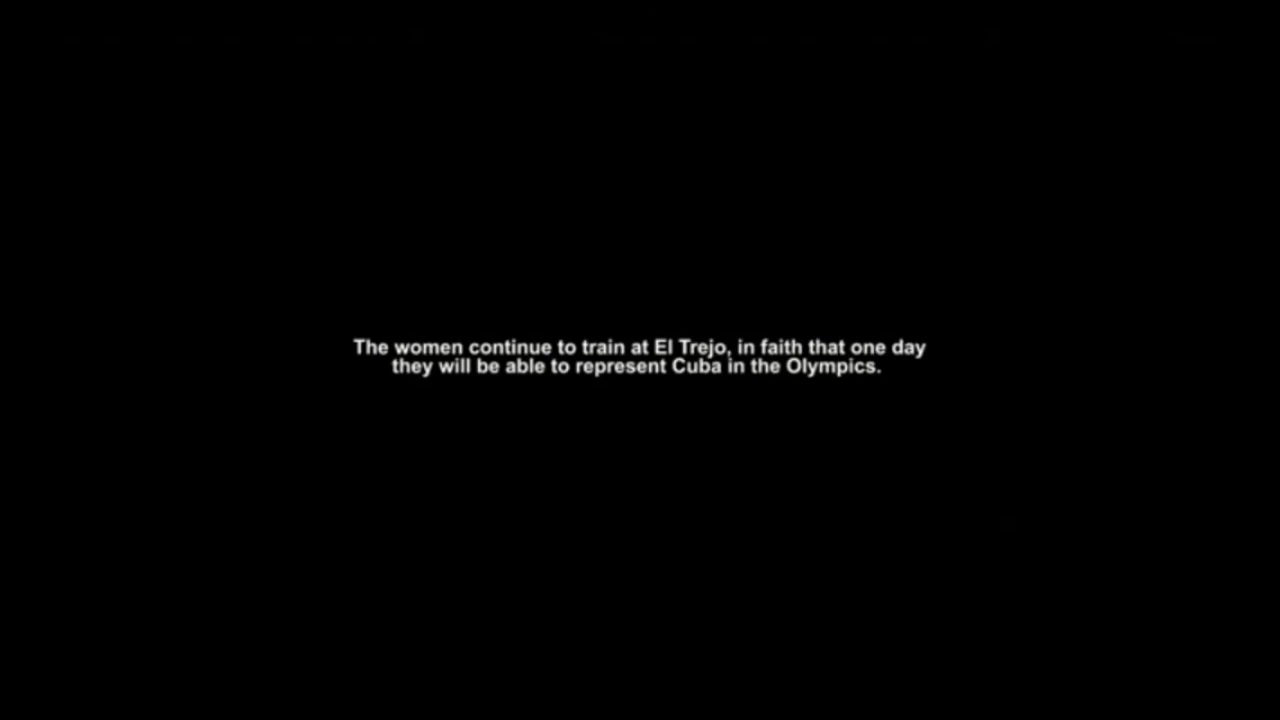 The women continue to train at El Trejo, in faith that one day
they will be able to represent Cuba in the Olympics.